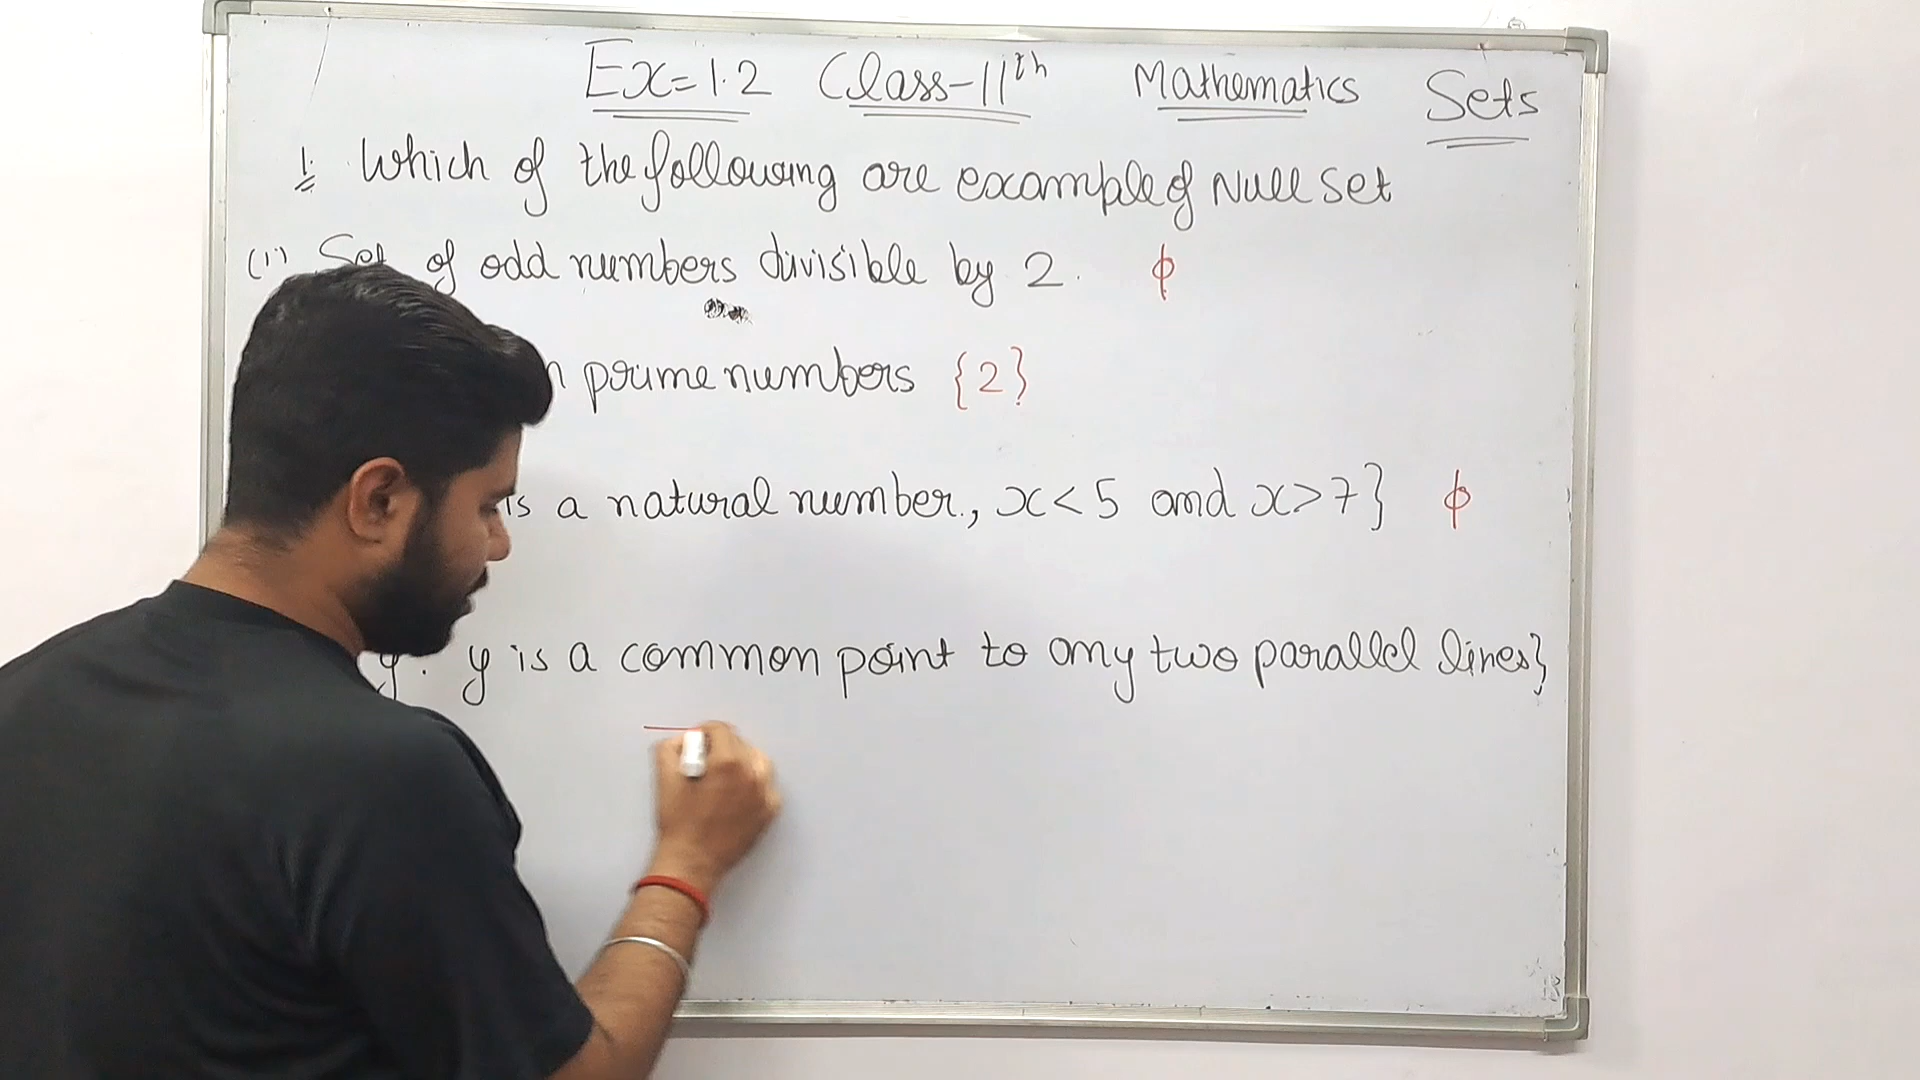 Ex=1.2 Class-11th Mathematics Sets
1. Which of the following are example of Null set
(i) Set of odd numbers divisible by 2. ϕ
n prime numbers {2}
is a natural number, x<5 and x>7} ϕ
y : y is a common point to any two parallel lines}